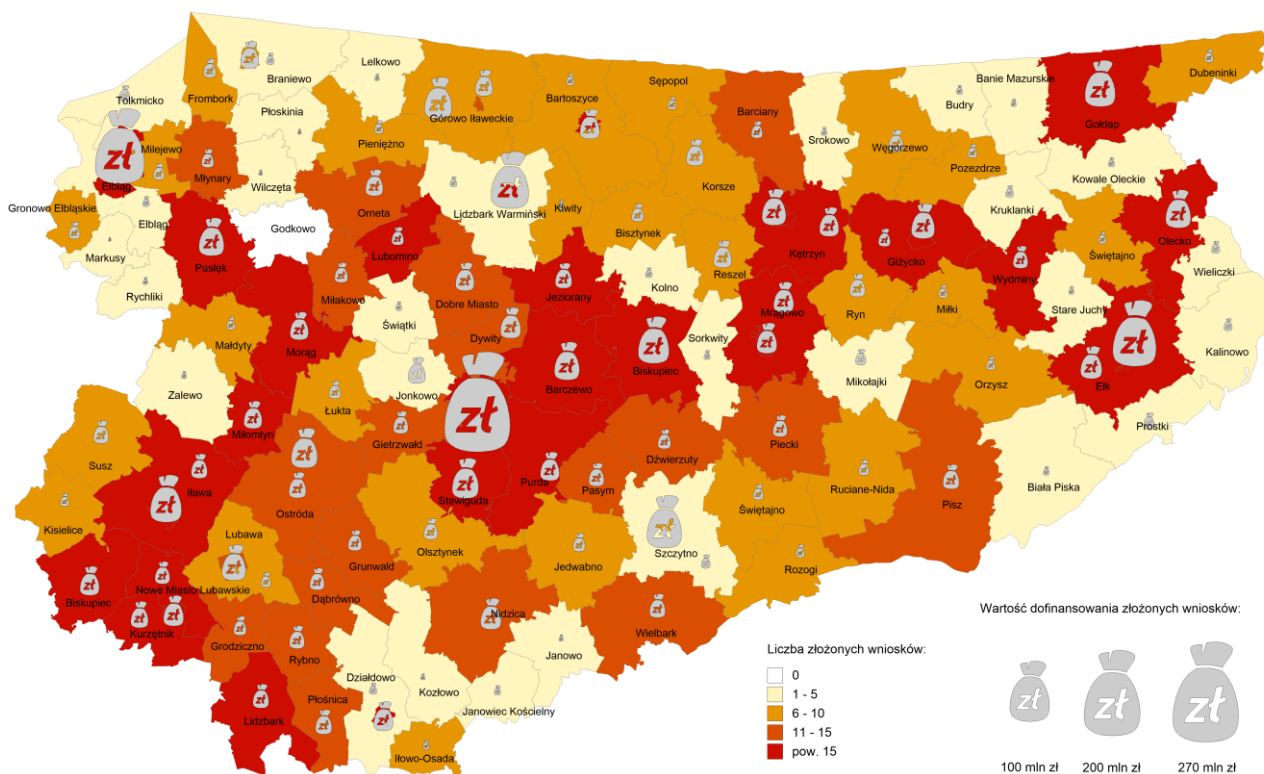 Lelkowo
Braniewo
Sępopol
Banie Mazurskie
Dubeninki
Tolkmicko
Frombork
Bartoszyce
Budry
Płoskinia
Górowo Iławeckie
Barciany
Gołdap
zł
Milejewo
Pieniężno
Srokowo
Węgorzewo
Młynary
Pozezdrze
Korsze
Kowale Oleckie
Elbląg
Wilczęta
Kiwity
Gronowo Elbląskie
Orneta
Lidzbark Warmiński
Kruklanki
Elbląg
Godkowo
Bisztynek
Olecko
Pasłęk
Lubomino
Kętrzyn
Giżycko
Markusy
Świętajno
Reszel
Wydminy
Wieliczki
Rychliki
Miłakowo
Dobre Miasto
Jeziorany
Kolno
Mrągowo
Ryn
Miłki
Stare Juchy
Świątki
Małdyty
Morąg
Dywity
Sorkwity
Kalinowo
Biskupiec
Zalewo
Jonkowo
Barczewo
Mikołajki
Orzysz
Ełk
Łukta
Miłomłyn
Gietrzwałd
Prostki
Piecki
Dźwierzuty
Susz
Iława
Stawiguda
Purda
Pasym
Biała Piska
Ruciane-Nida
Pisz
Ostróda
Świętajno
Kisielice
Lubawa
Olsztynek
Szczytno
Jedwabno
Grunwald
Rozogi
Biskupiec
Nowe Miasto Lubawskie
Dąbrówno
Nidzica
Kurzętnik
Grodziczno
Wielbark
Rybno
Janowo
Działdowo
Kozłowo
Płośnica
Janowiec Kościelny
Lidzbark
Iłowo-Osada
Liczba złożonych wniosków:
0
1 - 5
6 - 10
11 - 15
pow. 15
Wartość dofinansowania złożonych wniosków:
zł zł zł
100 mln zł 200 mln zł 270 mln zł